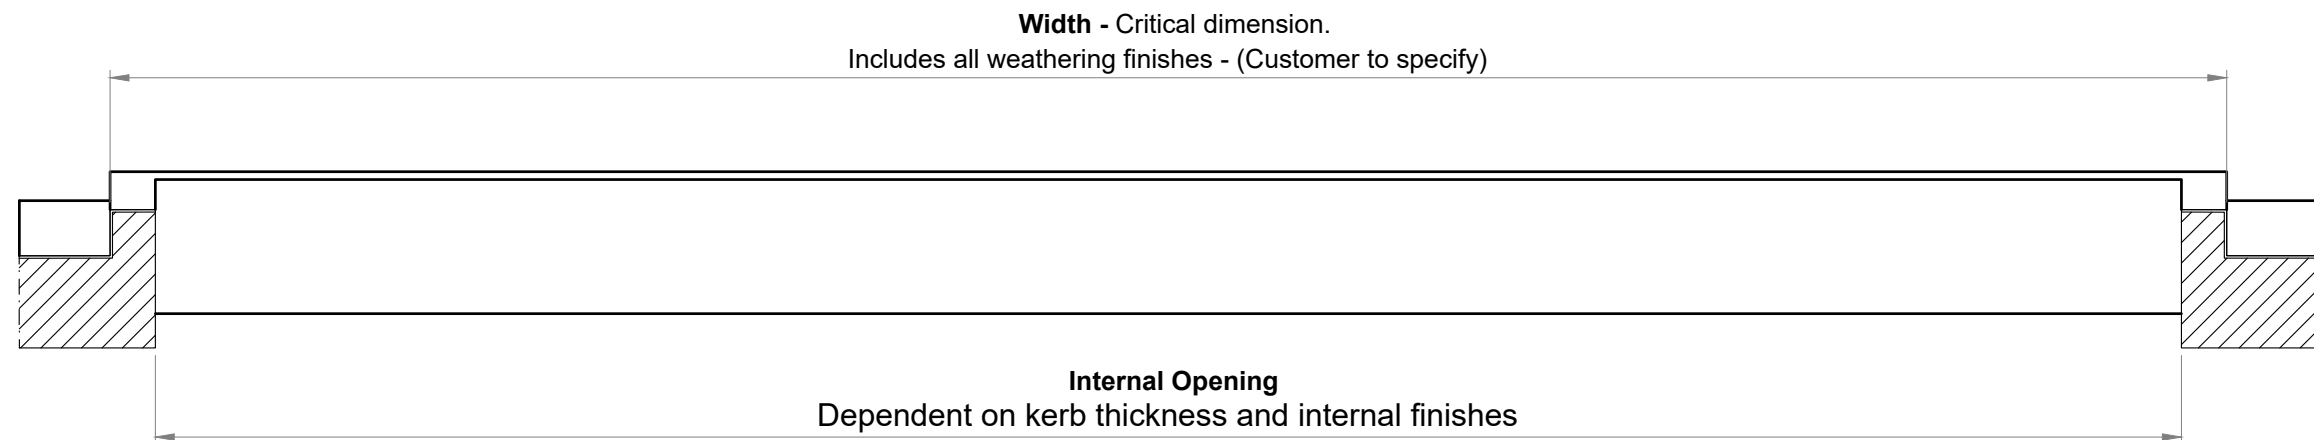 Width - Critical dimension.
Includes all weathering finishes - (Customer to specify)
Internal Opening
Dependent on kerb thickness and internal finishes